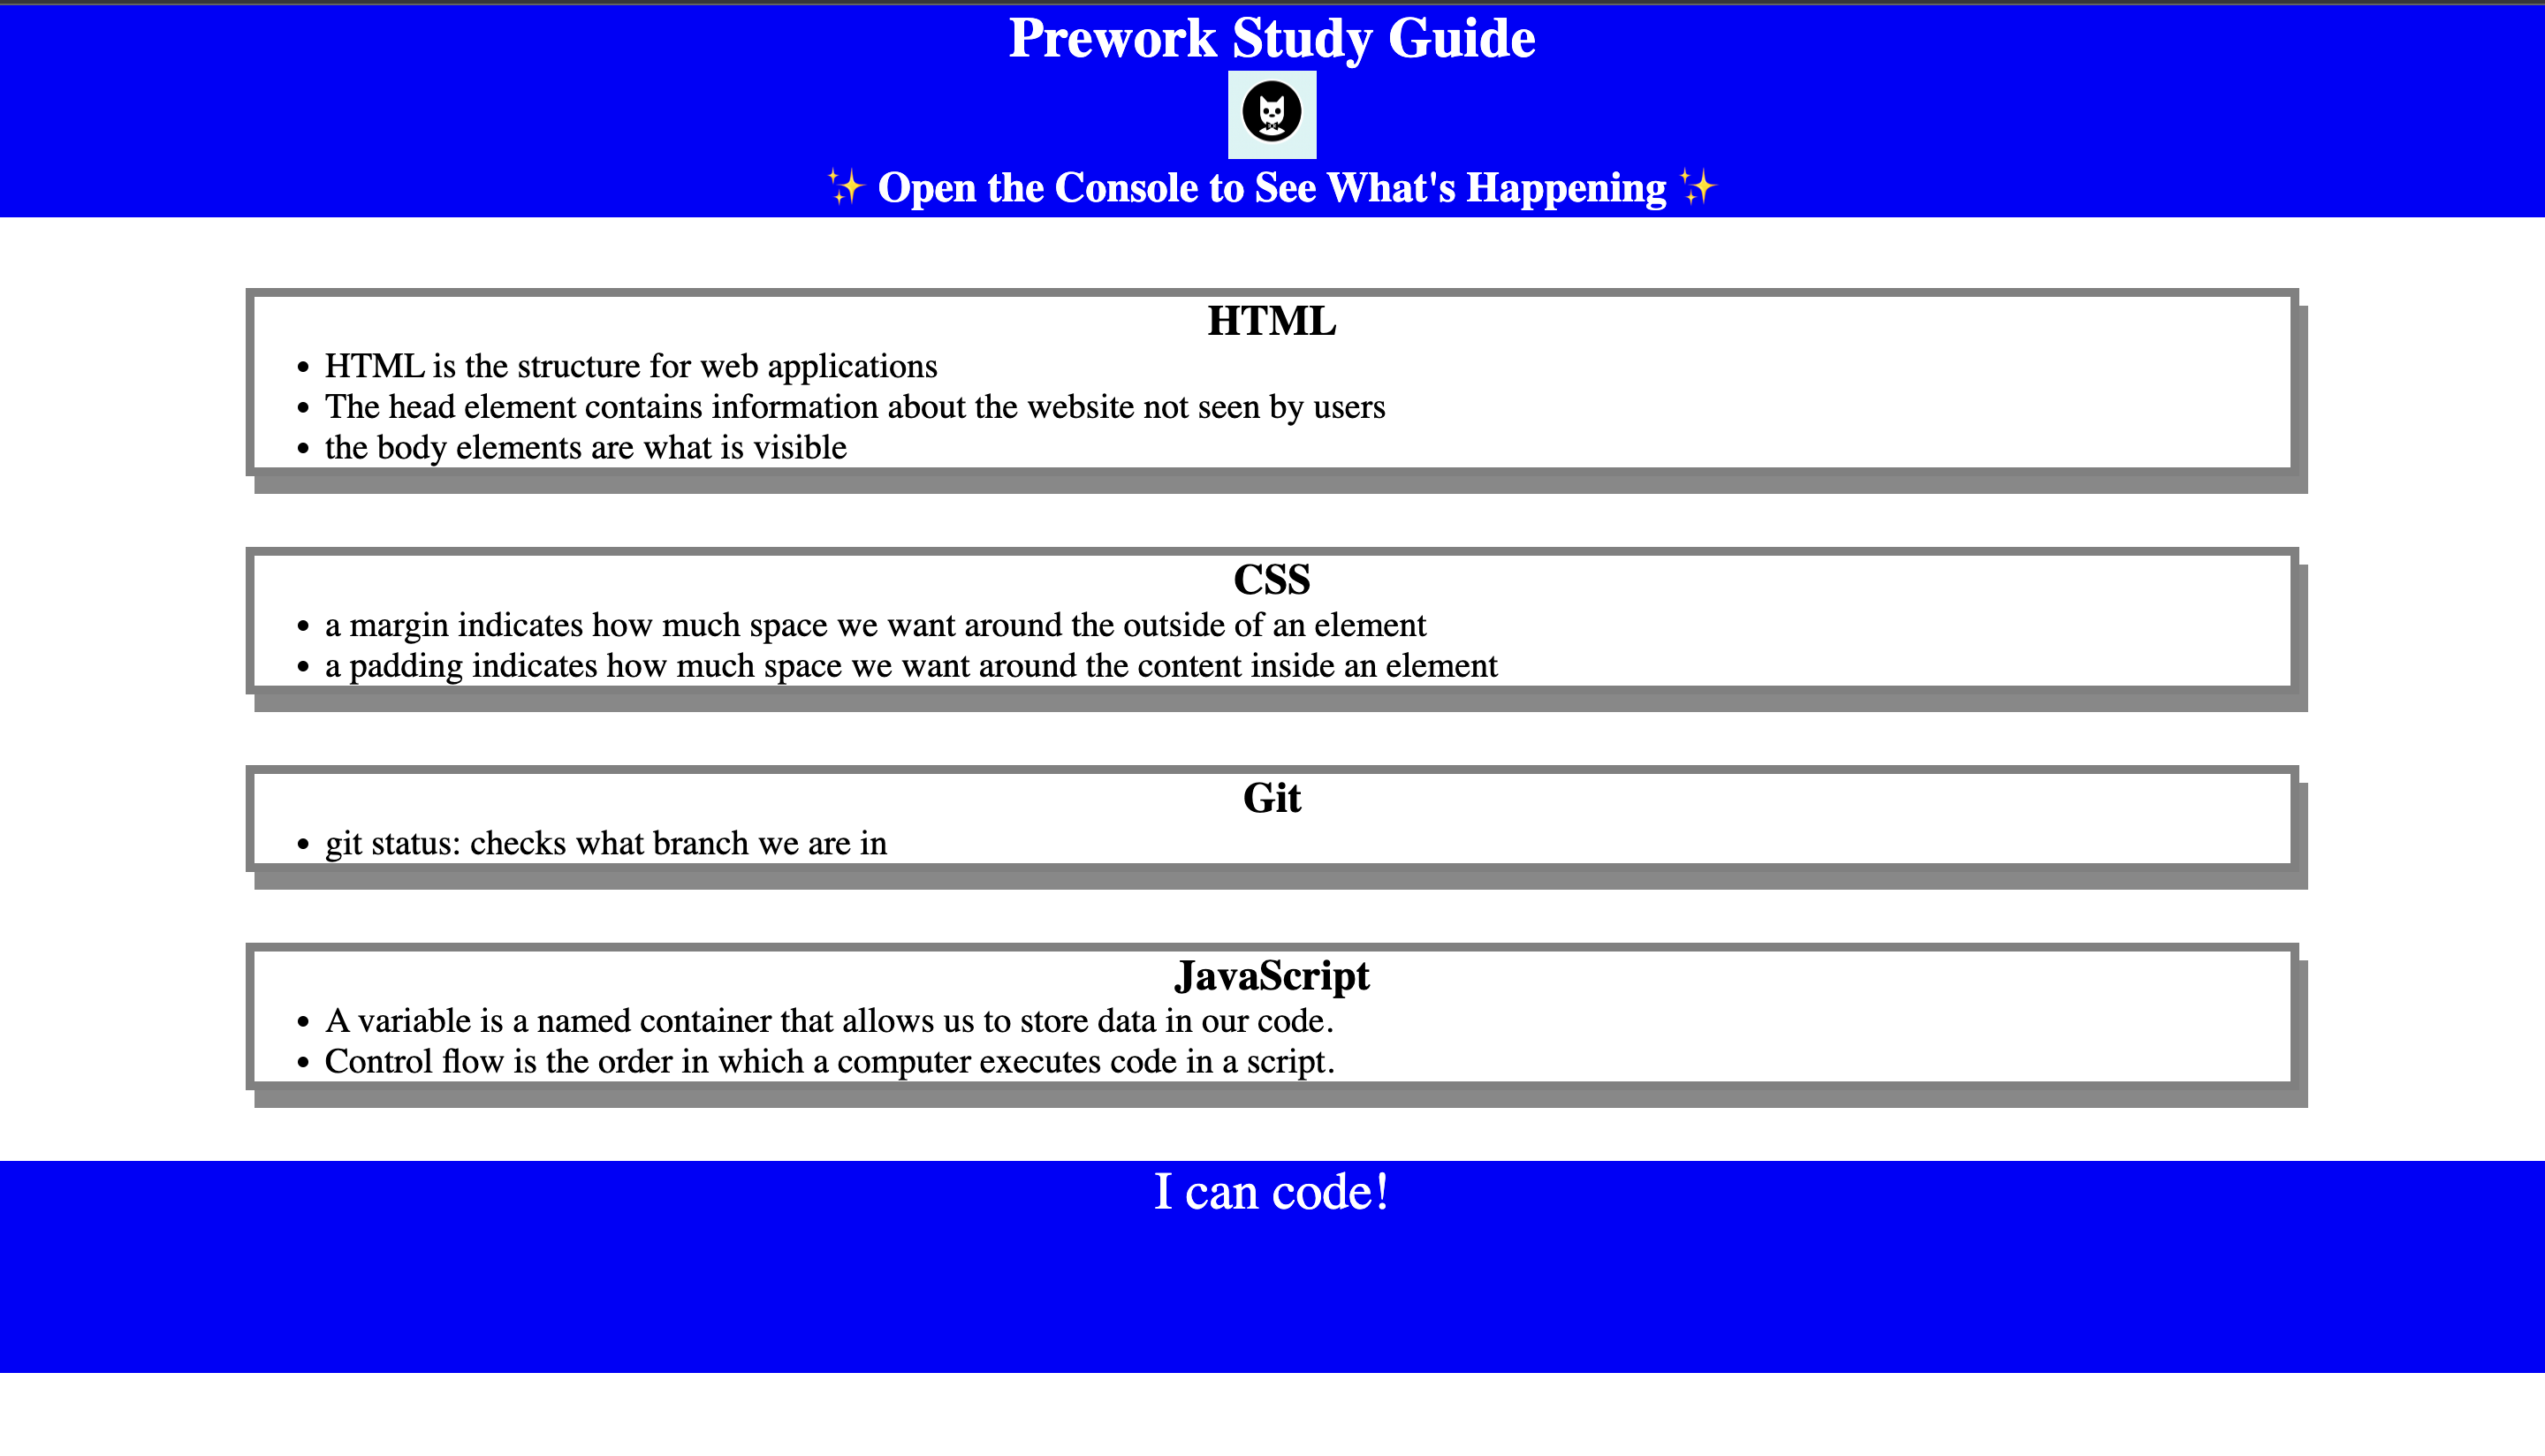 Prework Study Guide
✨ Open the Console to See What's Happening ✨
HTML
• HTML is the structure for web applications
• The head element contains information about the website not seen by users
• the body elements are what is visible
CSS
• a margin indicates how much space we want around the outside of an element
• a padding indicates how much space we want around the content inside an element
Git
• git status: checks what branch we are in
JavaScript
• A variable is a named container that allows us to store data in our code.
• Control flow is the order in which a computer executes code in a script.
I can code!